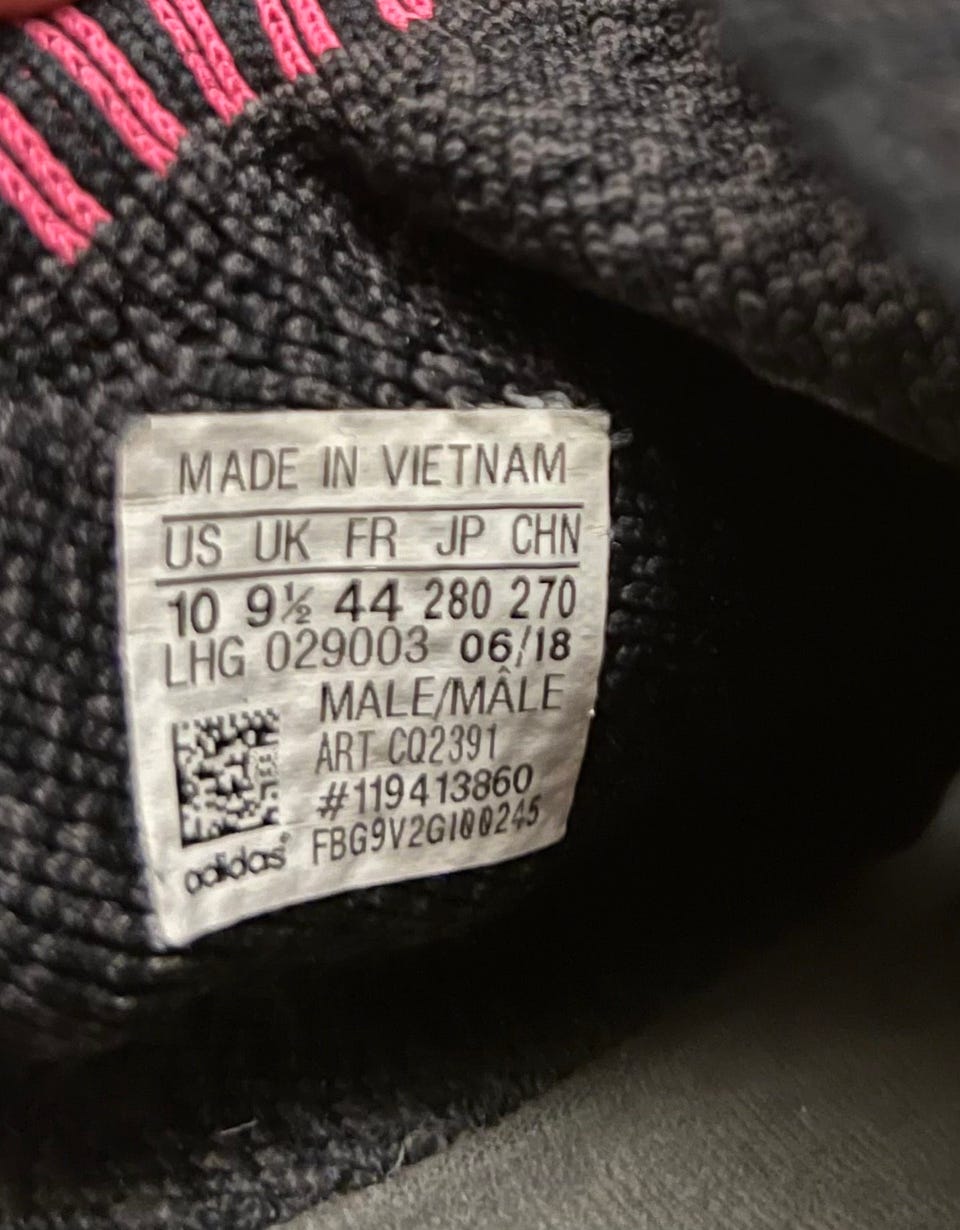 MADE IN VIETNAM
US UK FR JP CHN
10 9½ 44 280 270
LHG 029003 06/18
MALE/MÂLE
ART CQ2391
#119413860
FBG9V2G100245
adidas®